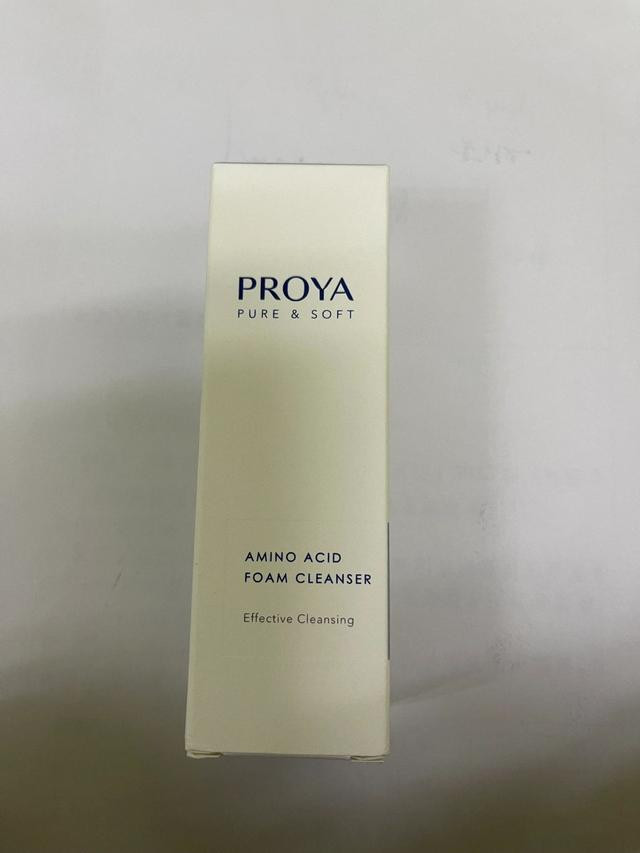 PROYA
PURE & SOFT
AMINO ACID
FOAM CLEANSER
Effective Cleansing